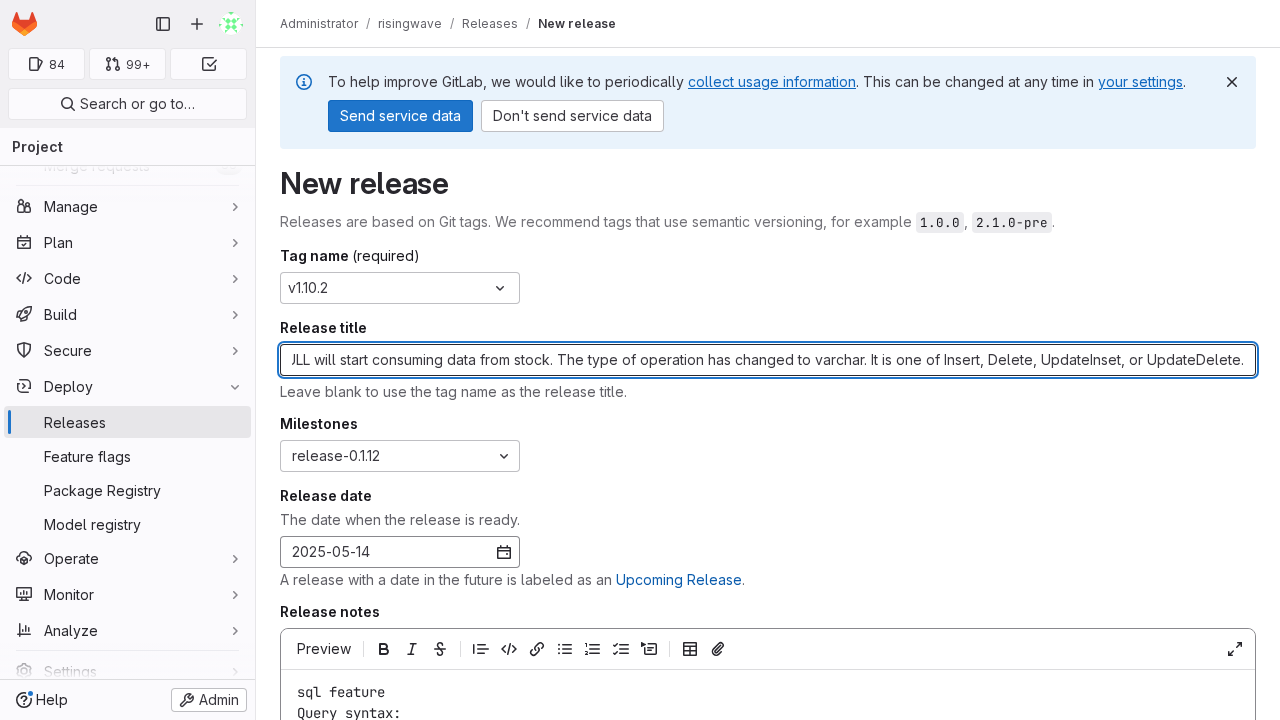 Administrator / risingwave / Releases / New release
84
99+
Search or go to…
Project
Merge requests
Manage
Plan
Code
Build
Secure
Deploy
Releases
Feature flags
Package Registry
Model registry
Operate
Monitor
Analyze
Settings
Help
Admin
To help improve GitLab, we would like to periodically collect usage information. This can be changed at any time in your settings.
Send service data
Don't send service data
New release
Releases are based on Git tags. We recommend tags that use semantic versioning, for example 1.0.0, 2.1.0-pre.
Tag name (required)
v1.10.2
Release title
JLL will start consuming data from stock. The type of operation has changed to varchar. It is one of Insert, Delete, UpdateInset, or UpdateDelete.
Leave blank to use the tag name as the release title.
Milestones
release-0.1.12
Release date
The date when the release is ready.
2025-05-14
A release with a date in the future is labeled as an Upcoming Release.
Release notes
Preview
sql feature
Query syntax: